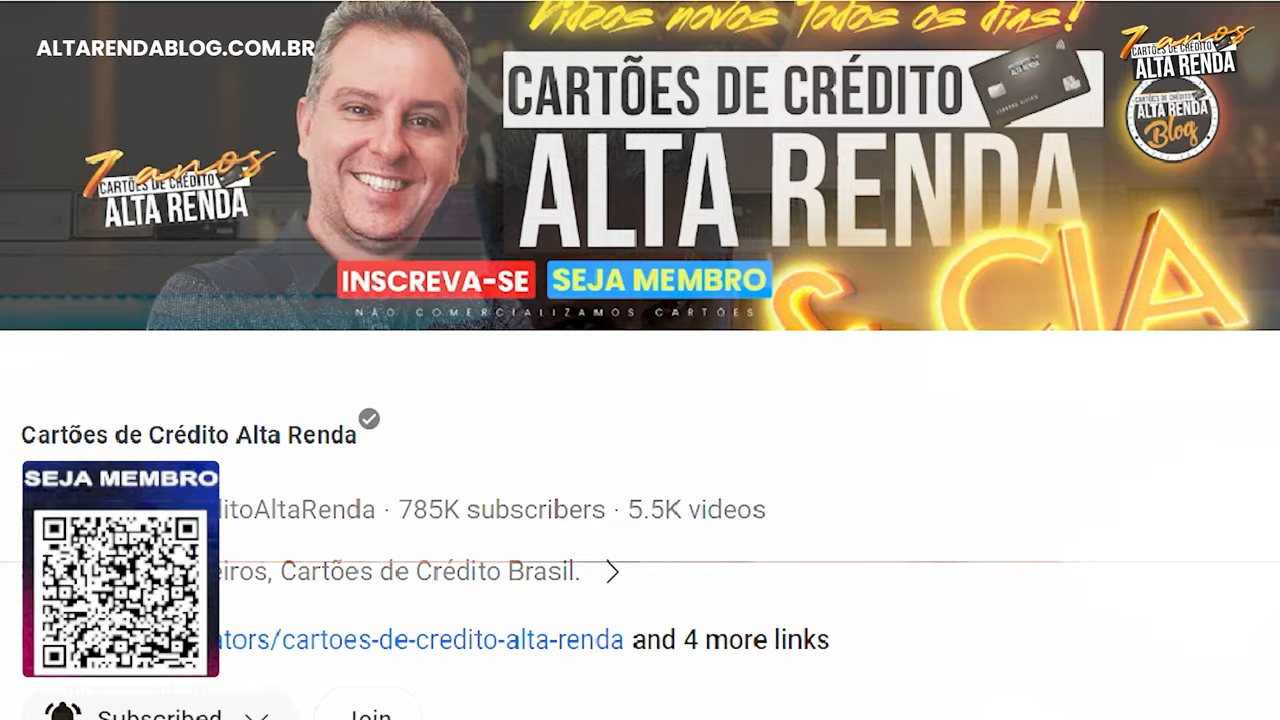 Videos novos Todos os dias!
ALTARENDABLOG.COM.BR
CARTÕES DE CRÉDITO
ALTA RENDA
& CIA
7 anos
CARTÕES DE CRÉDITO
ALTA RENDA
7 anos
CARTÕES DE CRÉDITO
ALTA RENDA
CARTÕES DE CRÉDITO
ALTA RENDA
Blog
INSCREVA-SE
SEJA MEMBRO
NÃO COMERCIALIZAMOS CARTÕES
Cartões de Crédito Alta Renda
SEJA MEMBRO
litoAltaRenda · 785K subscribers · 5.5K videos
eiros, Cartões de Crédito Brasil.
ators/cartoes-de-credito-alta-renda and 4 more links
Subscribed
Join